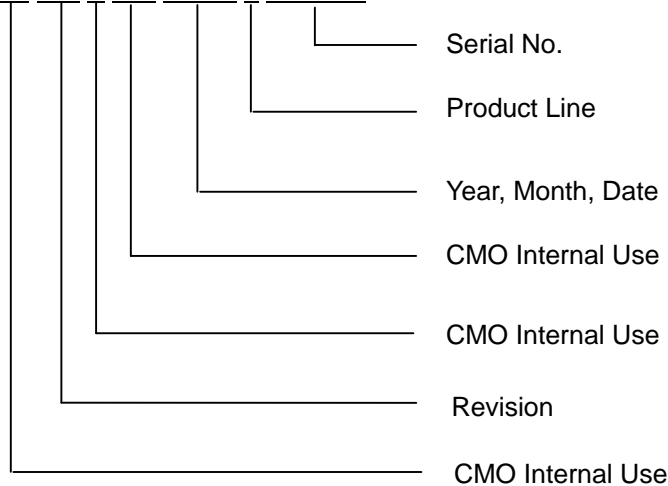 Serial No.
Product Line
Year, Month, Date
CMO Internal Use
CMO Internal Use
Revision
CMO Internal Use